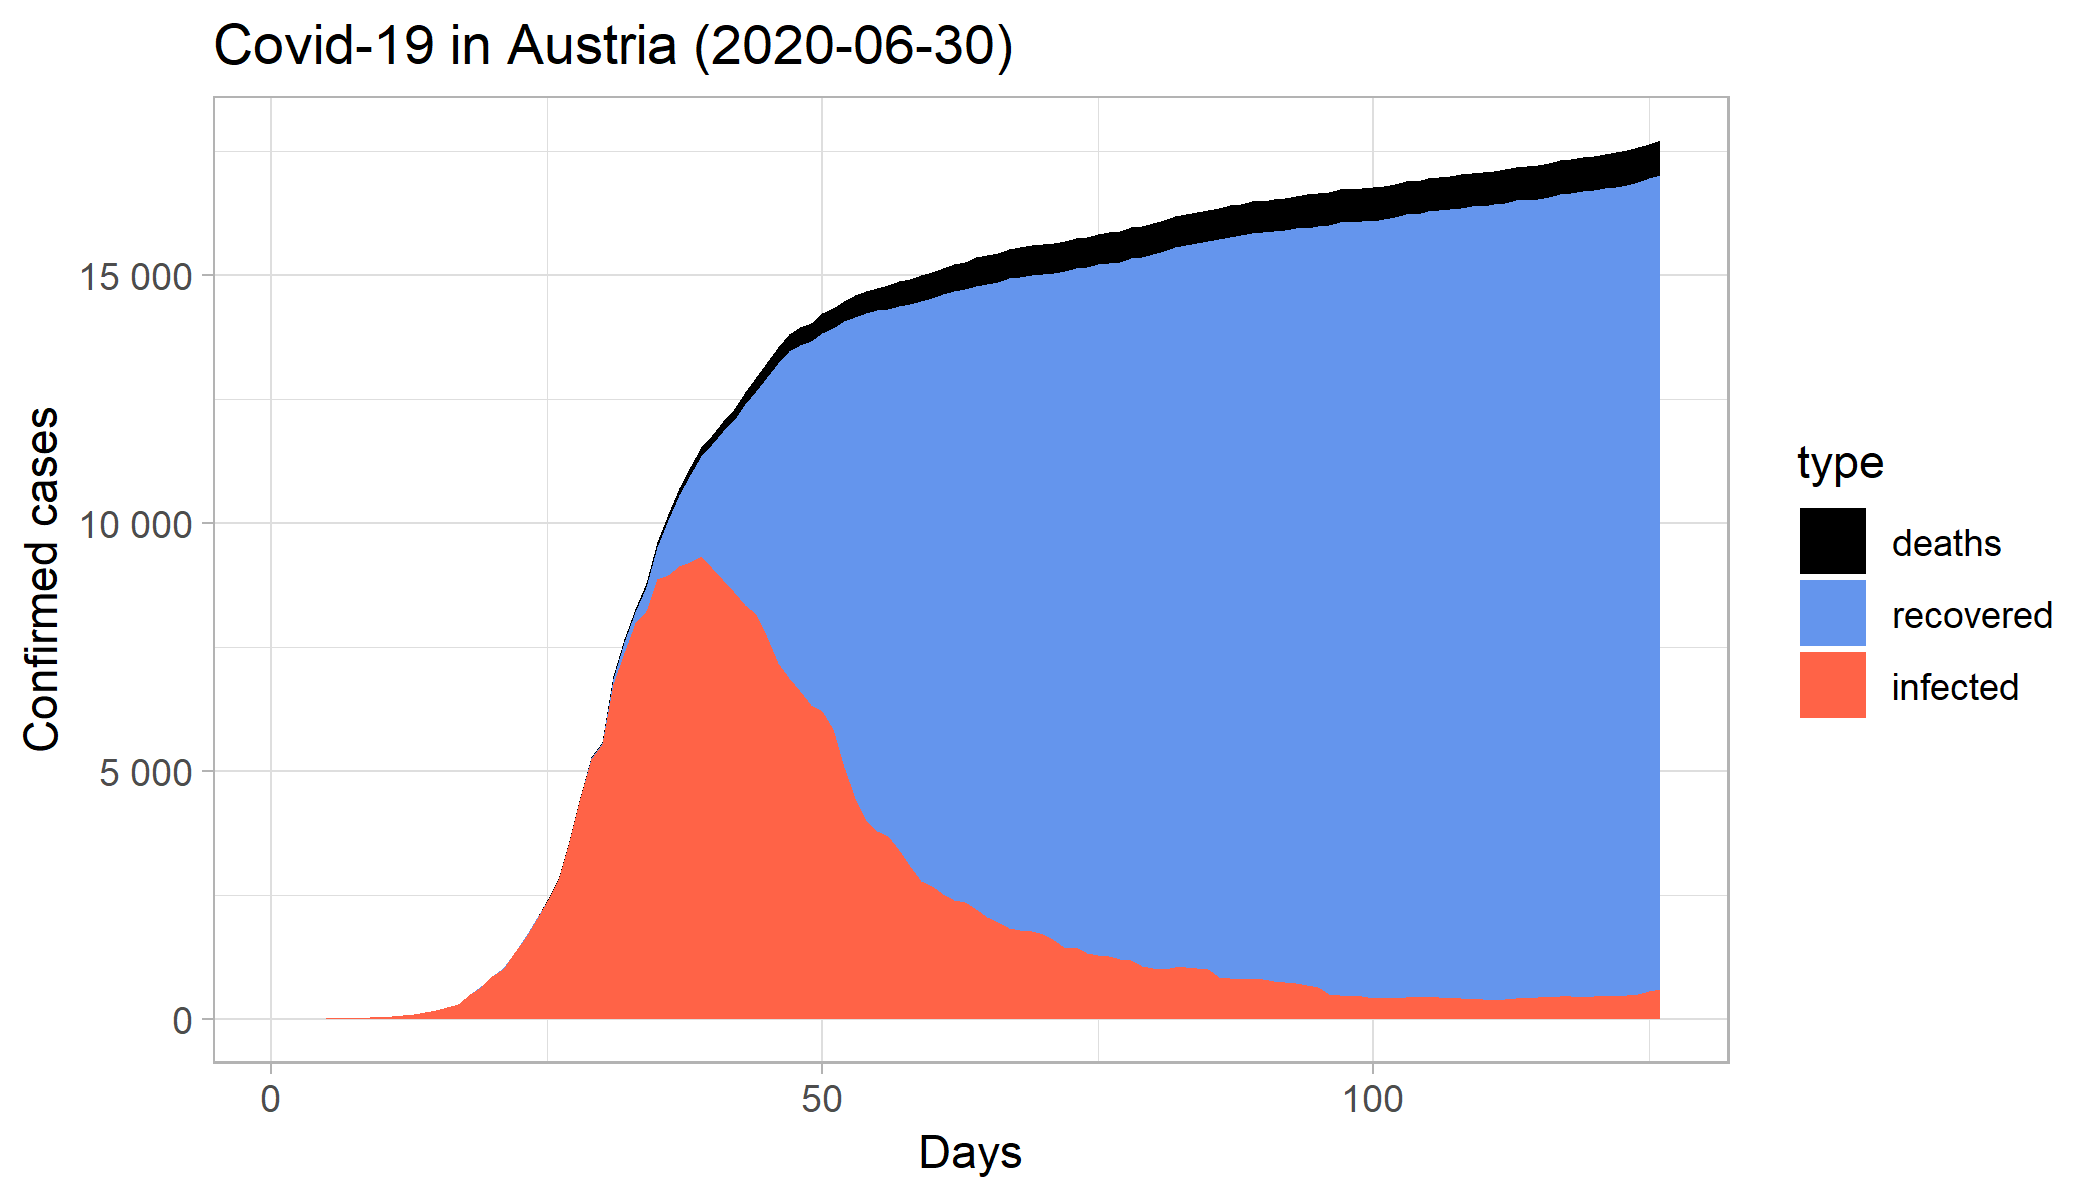 Covid-19 in Austria (2020-06-30)
Confirmed cases
15 000
10 000
5 000
0
0 50 100
Days
type
deaths
recovered
infected